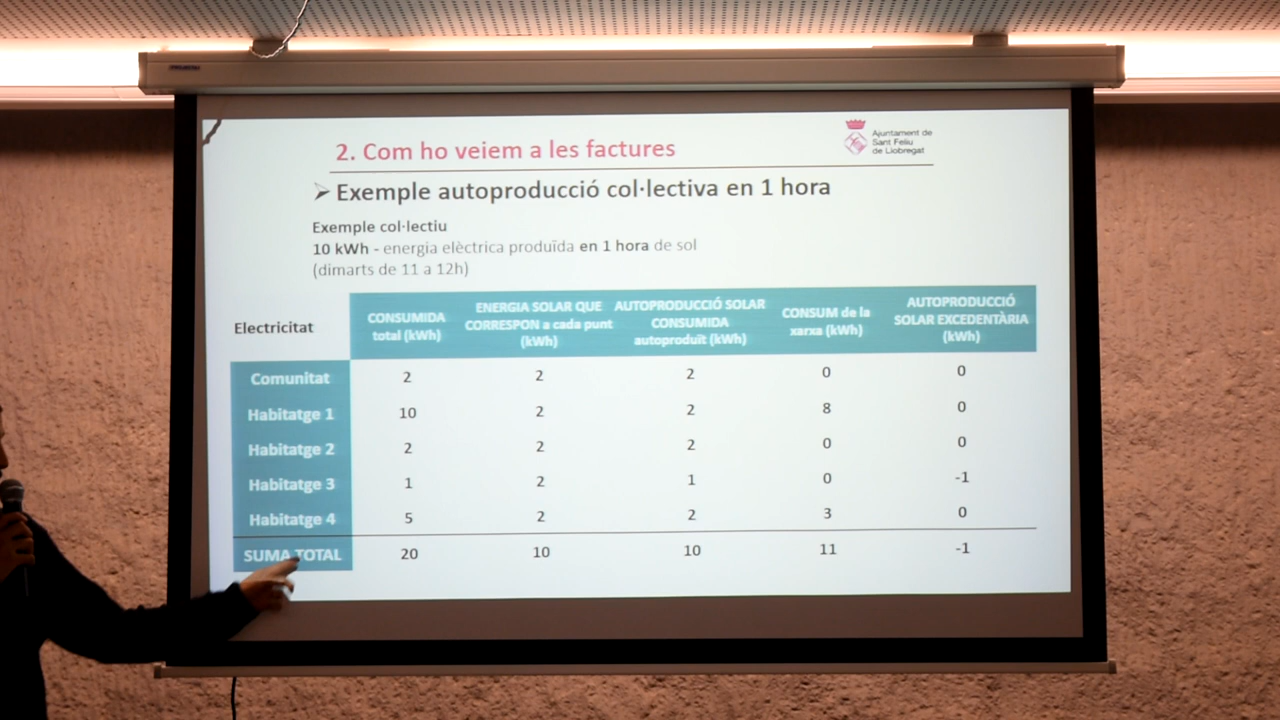 2. Com ho veiem a les factures
Ajuntament de
Sant Feliu
de Llobregat
➢ Exemple autoproducció col·lectiva en 1 hora
Exemple col·lectiu
10 kWh - energia elèctrica produïda en 1 hora de sol
(dimarts de 11 a 12h)
Electricitat
CONSUMIDA
total (kWh)
ENERGIA SOLAR QUE
CORRESPON a cada punt
(kWh)
AUTOPRODUCCIÓ SOLAR
CONSUMIDA
autoproduït (kWh)
CONSUM de la
xarxa (kWh)
AUTOPRODUCCIÓ
SOLAR EXCEDENTÀRIA
(kWh)
Comunitat 2 2 2 0 0
Habitatge 1 10 2 2 8 0
Habitatge 2 2 2 2 0 0
Habitatge 3 1 2 1 0 -1
Habitatge 4 5 2 2 3 0
SUMA TOTAL 20 10 10 11 -1